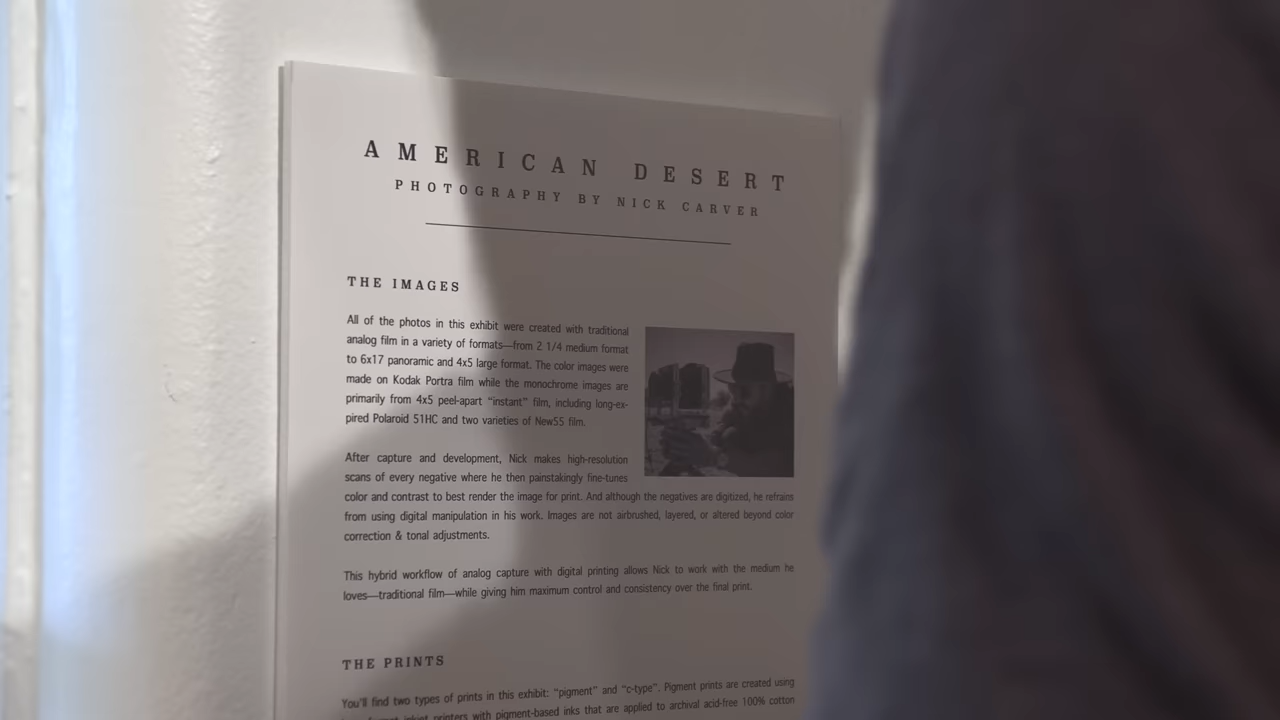 AMERICAN DESERT
PHOTOGRAPHY BY NICK CARVER
THE IMAGES
All of the photos in this exhibit were created with traditional
analog film in a variety of formats—from 2 1/4 medium format
to 6x17 panoramic and 4x5 large format. The color images were
made on Kodak Portra film while the monochrome images are
primarily from 4x5 peel-apart “instant” film, including long-ex-
pired Polaroid 51HC and two varieties of New55 film.
After capture and development, Nick makes high-resolution
scans of every negative where he then painstakingly fine-tunes
color and contrast to best render the image for print. And although the negatives are digitized, he refrains
from using digital manipulation in his work. Images are not airbrushed, layered, or altered beyond color
correction & tonal adjustments.
This hybrid workflow of analog capture with digital printing allows Nick to work with the medium he
loves—traditional film—while giving him maximum control and consistency over the final print.
THE PRINTS
You’ll find two types of prints in this exhibit: “pigment” and “c-type”. Pigment prints are created using
inkjet printers with pigment-based inks that are applied to archival acid-free 100% cotton